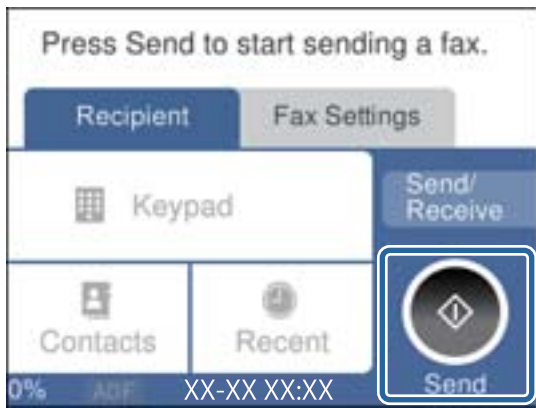 Press Send to start sending a fax.
Recipient
Fax Settings
Keypad
Send/
Receive
Contacts
Recent
Send
0%
ADF
XX-XX XX:XX